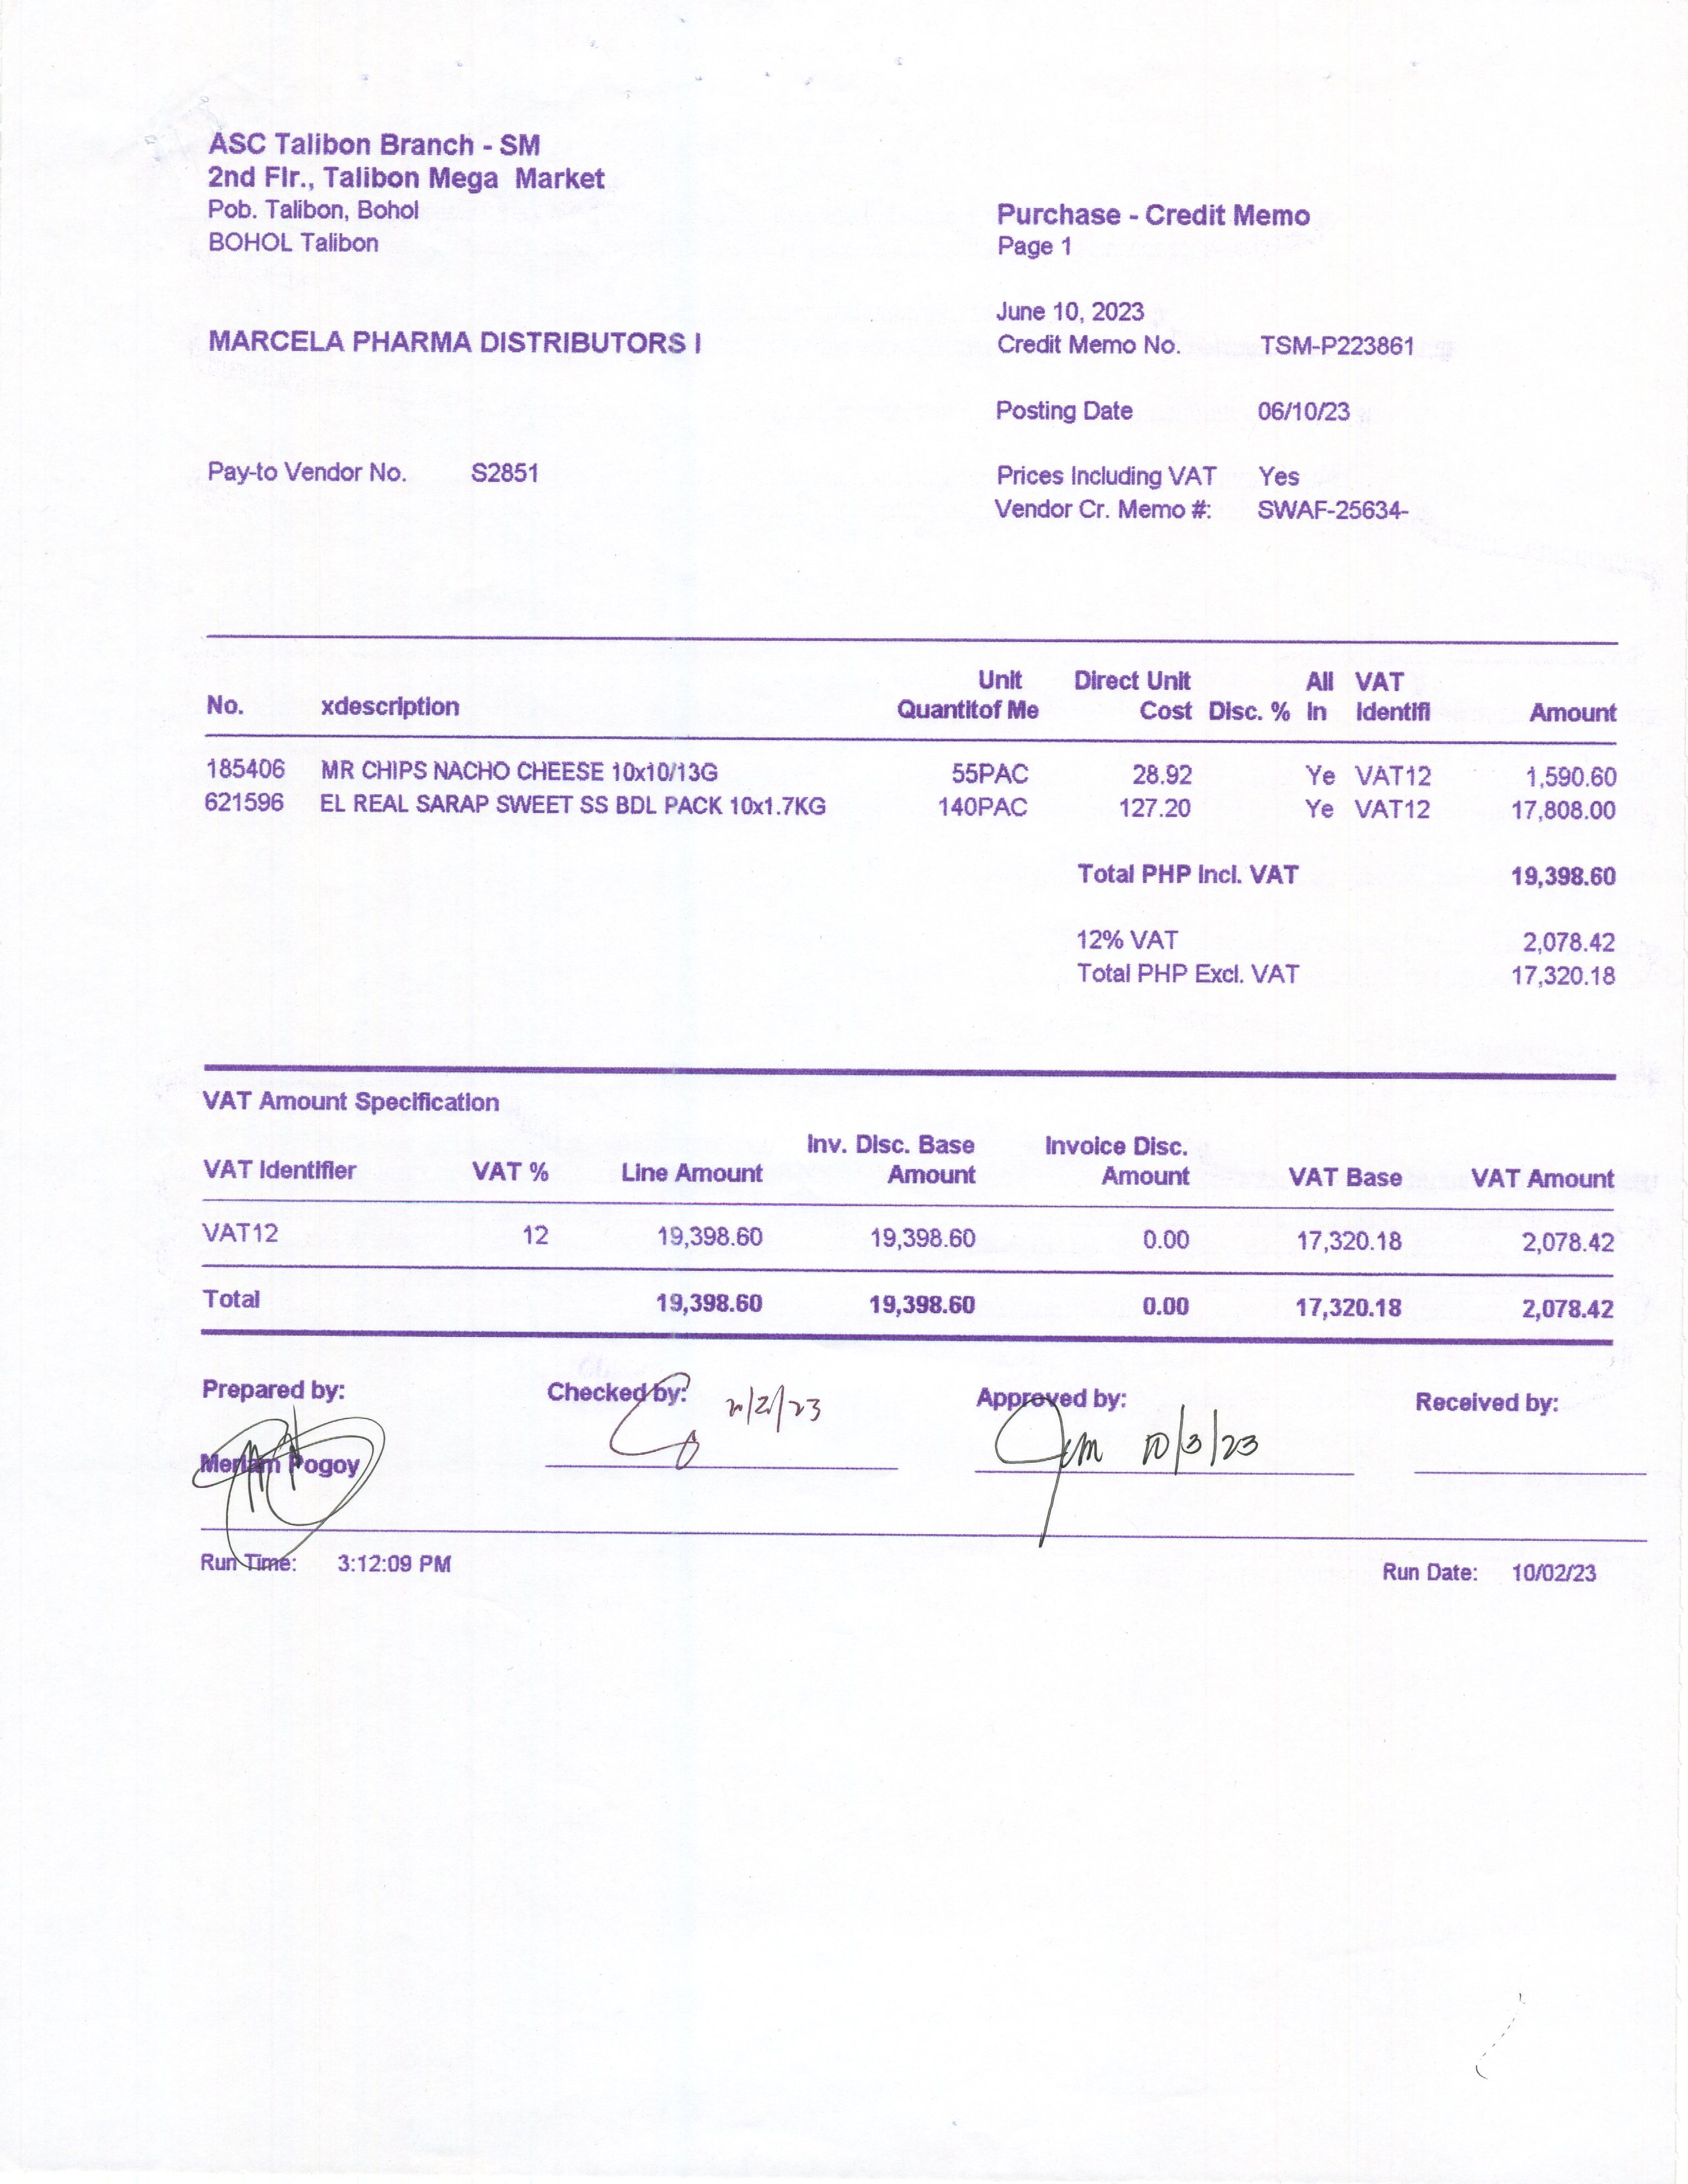 ASC Talibon Branch - SM
2nd Flr., Talibon Mega Market
Pob. Talibon, Bohol
BOHOL Talibon
Purchase - Credit Memo
Page 1
June 10, 2023
MARCELA PHARMA DISTRIBUTORS I
Credit Memo No. TSM-P223861
Posting Date 06/10/23
Pay-to Vendor No. S2851
Prices Including VAT Yes
Vendor Cr. Memo #: SWAF-25634-
Unit Direct Unit All VAT
No. xdescription Quantitof Me Cost Disc. % In Identifi Amount
185406 MR CHIPS NACHO CHEESE 10x10/13G 55PAC 28.92 Ye VAT12 1,590.60
621596 EL REAL SARAP SWEET SS BDL PACK 10x1.7KG 140PAC 127.20 Ye VAT12 17,808.00
Total PHP Incl. VAT 19,398.60
12% VAT 2,078.42
Total PHP Excl. VAT 17,320.18
VAT Amount Specification
Inv. Disc. Base Invoice Disc.
VAT Identifier VAT % Line Amount Amount Amount VAT Base VAT Amount
VAT12 12 19,398.60 19,398.60 0.00 17,320.18 2,078.42
Total 19,398.60 19,398.60 0.00 17,320.18 2,078.42
Prepared by: Checked by: Approved by: Received by:
Meriam Pogoy 10/3/23
Run Time: 3:12:09 PM Run Date: 10/02/23